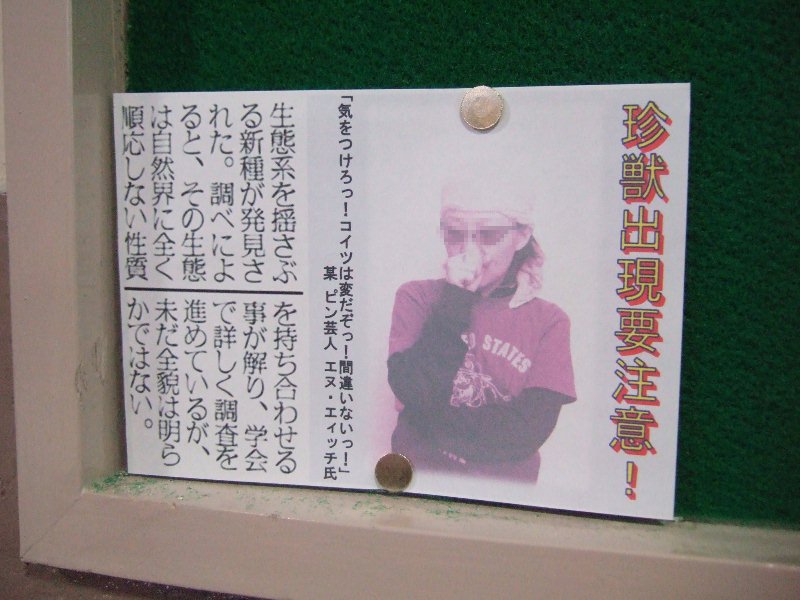 珍獣出現要注意！
STATES
「気をつけろっ！コイツは変だぞっ！間違いないっ！」
某 ピン芸人 エヌ・エィッチ氏
生態系を揺さぶ
る新種が発見さ
れた。調べによ
ると、その生態
は自然界に全く
順応しない性質
を持ち合わせる
事が解り、学会
で詳しく調査を
進めているが、
未だ全貌は明ら
かではない。